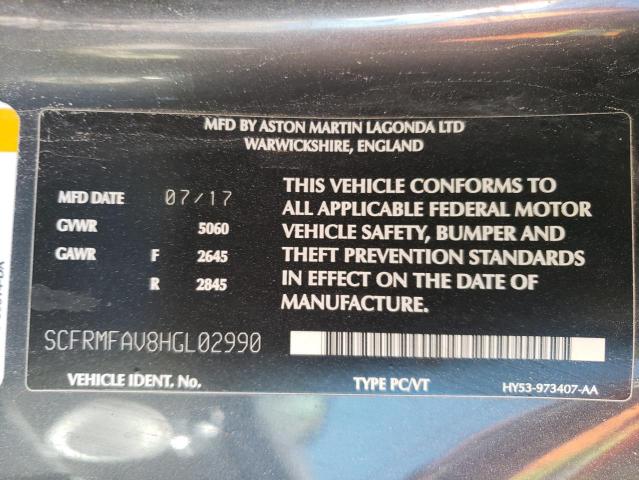 MFD BY ASTON MARTIN LAGONDA LTD
WARWICKSHIRE, ENGLAND
MFD DATE 07/17
GVWR 5060
GAWR F 2645
R 2845
THIS VEHICLE CONFORMS TO
ALL APPLICABLE FEDERAL MOTOR
VEHICLE SAFETY, BUMPER AND
THEFT PREVENTION STANDARDS
IN EFFECT ON THE DATE OF
MANUFACTURE.
SCFRMFAV8HGL02990
VEHICLE IDENT. No. TYPE PC/VT HY53-973407-AA